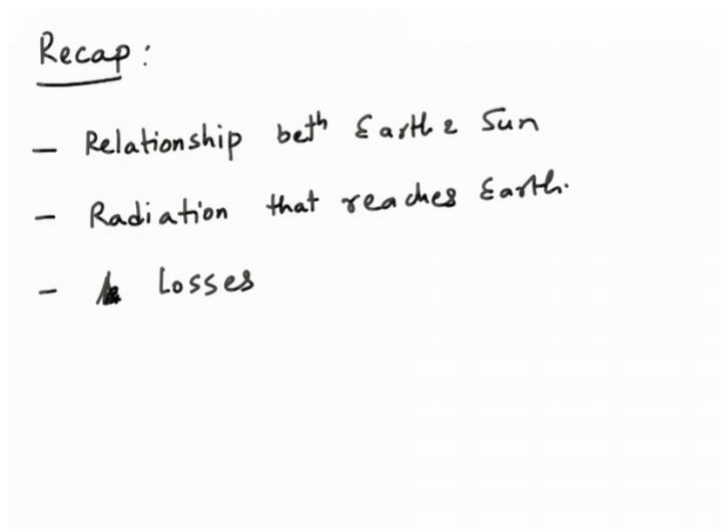 Recap:
- Relationship betn Earth & Sun
- Radiation that reaches Earth.
- Losses